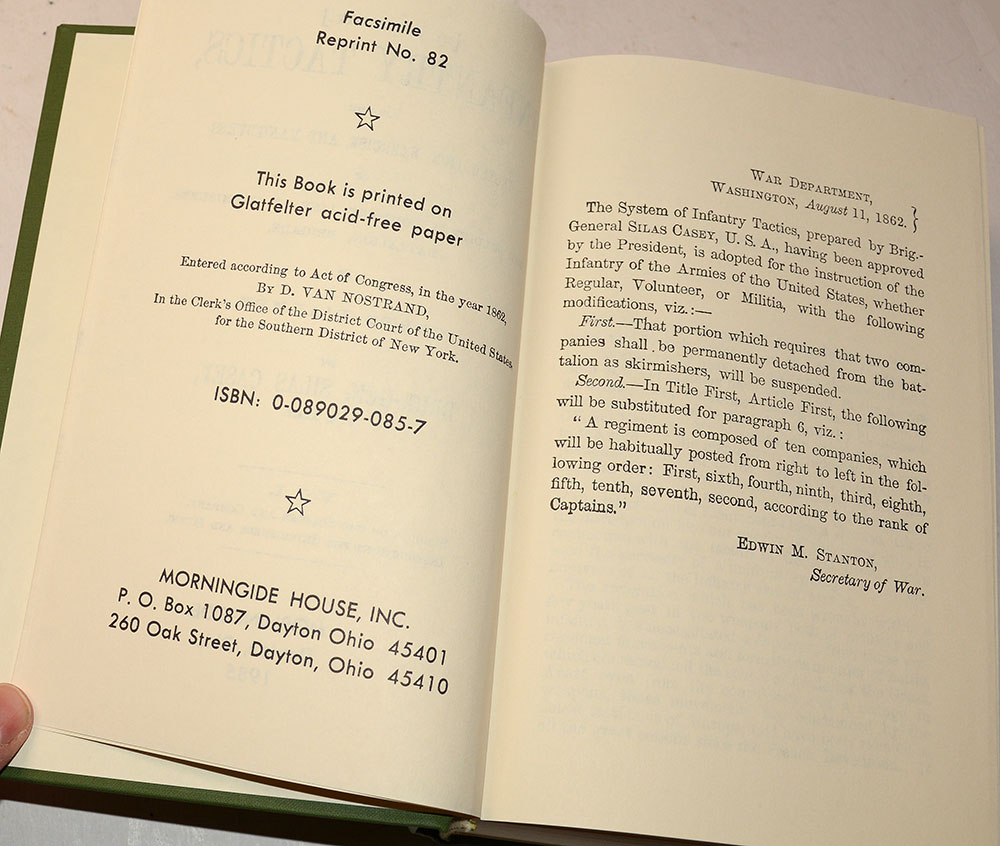 Facsimile
Reprint No. 82
This Book is printed on
Glatfelter acid-free paper
Entered according to Act of Congress, in the year 1862,
By D. VAN NOSTRAND,
In the Clerk's Office of the District Court of the United States
for the Southern District of New York.
ISBN: 0-089029-085-7
MORNINGIDE HOUSE, INC.
P. O. Box 1087, Dayton Ohio 45401
260 Oak Street, Dayton, Ohio 45410
War Department,
Washington, August 11, 1862. }
The System of Infantry Tactics, prepared by Brig.-
General Silas Casey, U. S. A., having been approved
by the President, is adopted for the instruction of the
Infantry of the Armies of the United States, whether
Regular, Volunteer, or Militia, with the following
modifications, viz.:—
First.—That portion which requires that two com-
panies shall be permanently detached from the bat-
talion as skirmishers, will be suspended.
Second.—In Title First, Article First, the following
will be substituted for paragraph 6, viz.:
"A regiment is composed of ten companies, which
will be habitually posted from right to left in the fol-
lowing order: First, sixth, fourth, ninth, third, eighth,
fifth, tenth, seventh, second, according to the rank of
Captains."
Edwin M. Stanton,
Secretary of War.